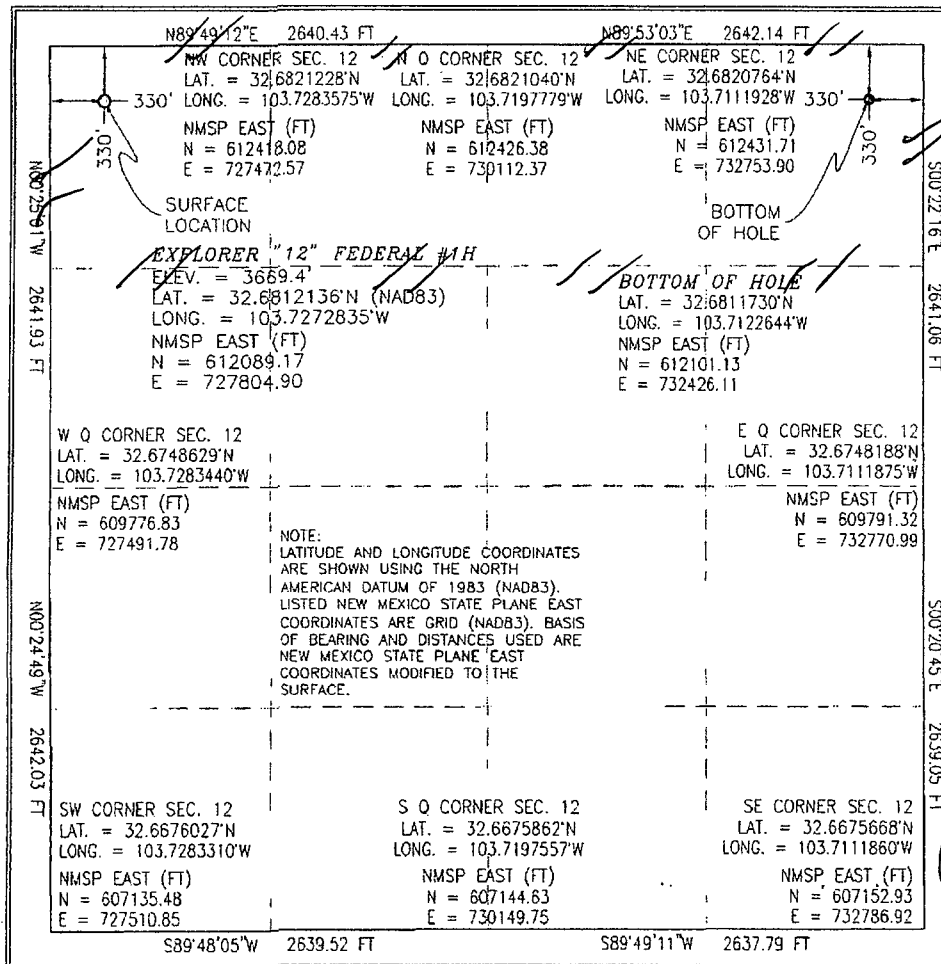 N89°49'12"E 2640.43 FT
N89°53'03"E 2642.14 FT
NW CORNER SEC. 12
LAT. = 32.6821228'N
LONG. = 103.7283575'W
NMSP EAST (FT)
N = 612418.08
E = 727472.57
N Q CORNER SEC. 12
LAT. = 32.6821040'N
LONG. = 103.7197779'W
NMSP EAST (FT)
N = 612426.38
E = 730112.37
NE CORNER SEC. 12
LAT. = 32.6820764'N
LONG. = 103.7111928'W
NMSP EAST (FT)
N = 612431.71
E = 732753.90
330'
330'
330'
330'
SURFACE
LOCATION
BOTTOM
OF HOLE
N00°25'01"W 2641.93 FT
S00°22'16"E 2641.06 FT
EXPLORER "12" FEDERAL #1H
ELEV. = 3669.4'
LAT. = 32.6812136'N (NAD83)
LONG. = 103.7272835'W
NMSP EAST (FT)
N = 612089.17
E = 727804.90
BOTTOM OF HOLE
LAT. = 32.6811730'N
LONG. = 103.7122644'W
NMSP EAST (FT)
N = 612101.13
E = 732426.11
W Q CORNER SEC. 12
LAT. = 32.6748629'N
LONG. = 103.7283440'W
NMSP EAST (FT)
N = 609776.83
E = 727491.78
E Q CORNER SEC. 12
LAT. = 32.6748188'N
LONG. = 103.7111875'W
NMSP EAST (FT)
N = 609791.32
E = 732770.99
NOTE:
LATITUDE AND LONGITUDE COORDINATES
ARE SHOWN USING THE NORTH
AMERICAN DATUM OF 1983 (NAD83).
LISTED NEW MEXICO STATE PLANE EAST
COORDINATES ARE GRID (NAD83). BASIS
OF BEARING AND DISTANCES USED ARE
NEW MEXICO STATE PLANE EAST
COORDINATES MODIFIED TO THE
SURFACE.
N00°24'49"W 2642.03 FT
S00°20'45"E 2639.05 FT
SW CORNER SEC. 12
LAT. = 32.6676027'N
LONG. = 103.7283310'W
NMSP EAST (FT)
N = 607135.48
E = 727510.85
S Q CORNER SEC. 12
LAT. = 32.6675862'N
LONG. = 103.7197557'W
NMSP EAST (FT)
N = 607144.63
E = 730149.75
SE CORNER SEC. 12
LAT. = 32.6675668'N
LONG. = 103.7111860'W
NMSP EAST (FT)
N = 607152.93
E = 732786.92
S89°48'05"W 2639.52 FT
S89°49'11"W 2637.79 FT